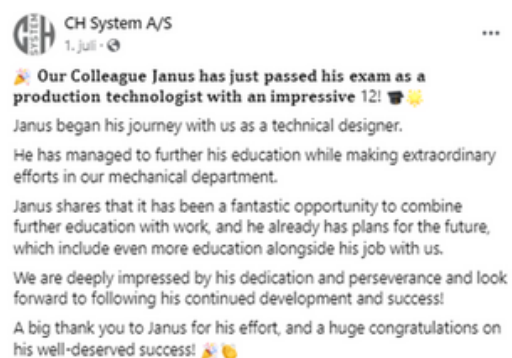 CH SYSTEM
CH System A/S
1. juli ·
🎉 Our Colleague Janus has just passed his exam as a
production technologist with an impressive 12! 🎓🌟
Janus began his journey with us as a technical designer.
He has managed to further his education while making extraordinary
efforts in our mechanical department.
Janus shares that it has been a fantastic opportunity to combine
further education with work, and he already has plans for the future,
which include even more education alongside his job with us.
We are deeply impressed by his dedication and perseverance and look
forward to following his continued development and success!
A big thank you to Janus for his effort, and a huge congratulations on
his well-deserved success! 🎉👏